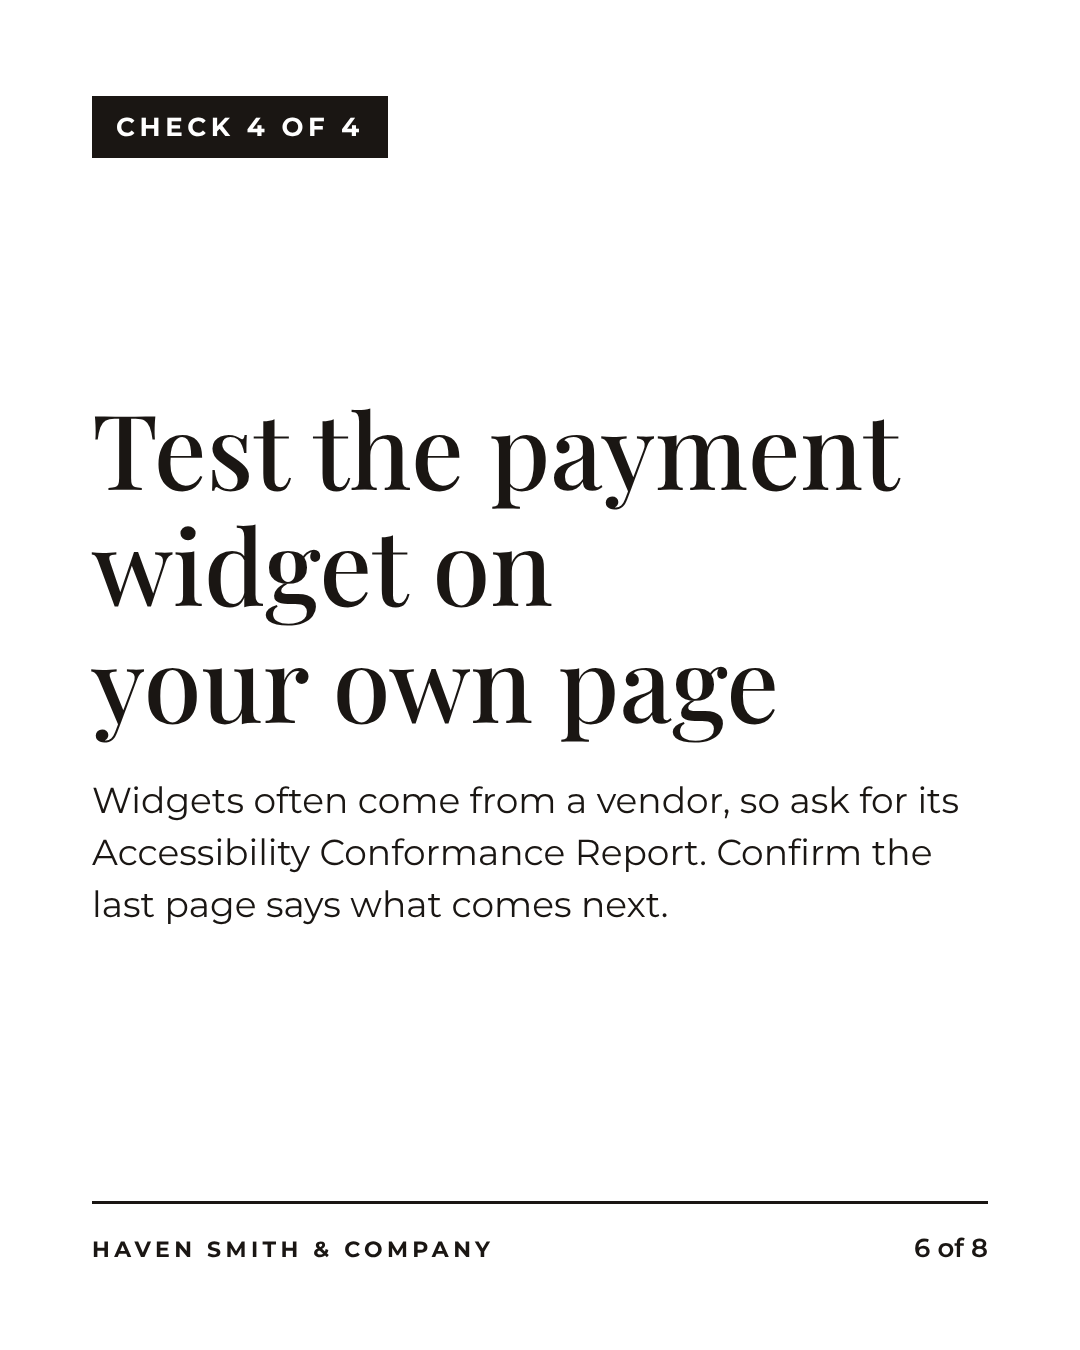 CHECK 4 OF 4
Test the payment
widget on
your own page
Widgets often come from a vendor, so ask for its
Accessibility Conformance Report. Confirm the
last page says what comes next.
HAVEN SMITH & COMPANY
6 of 8